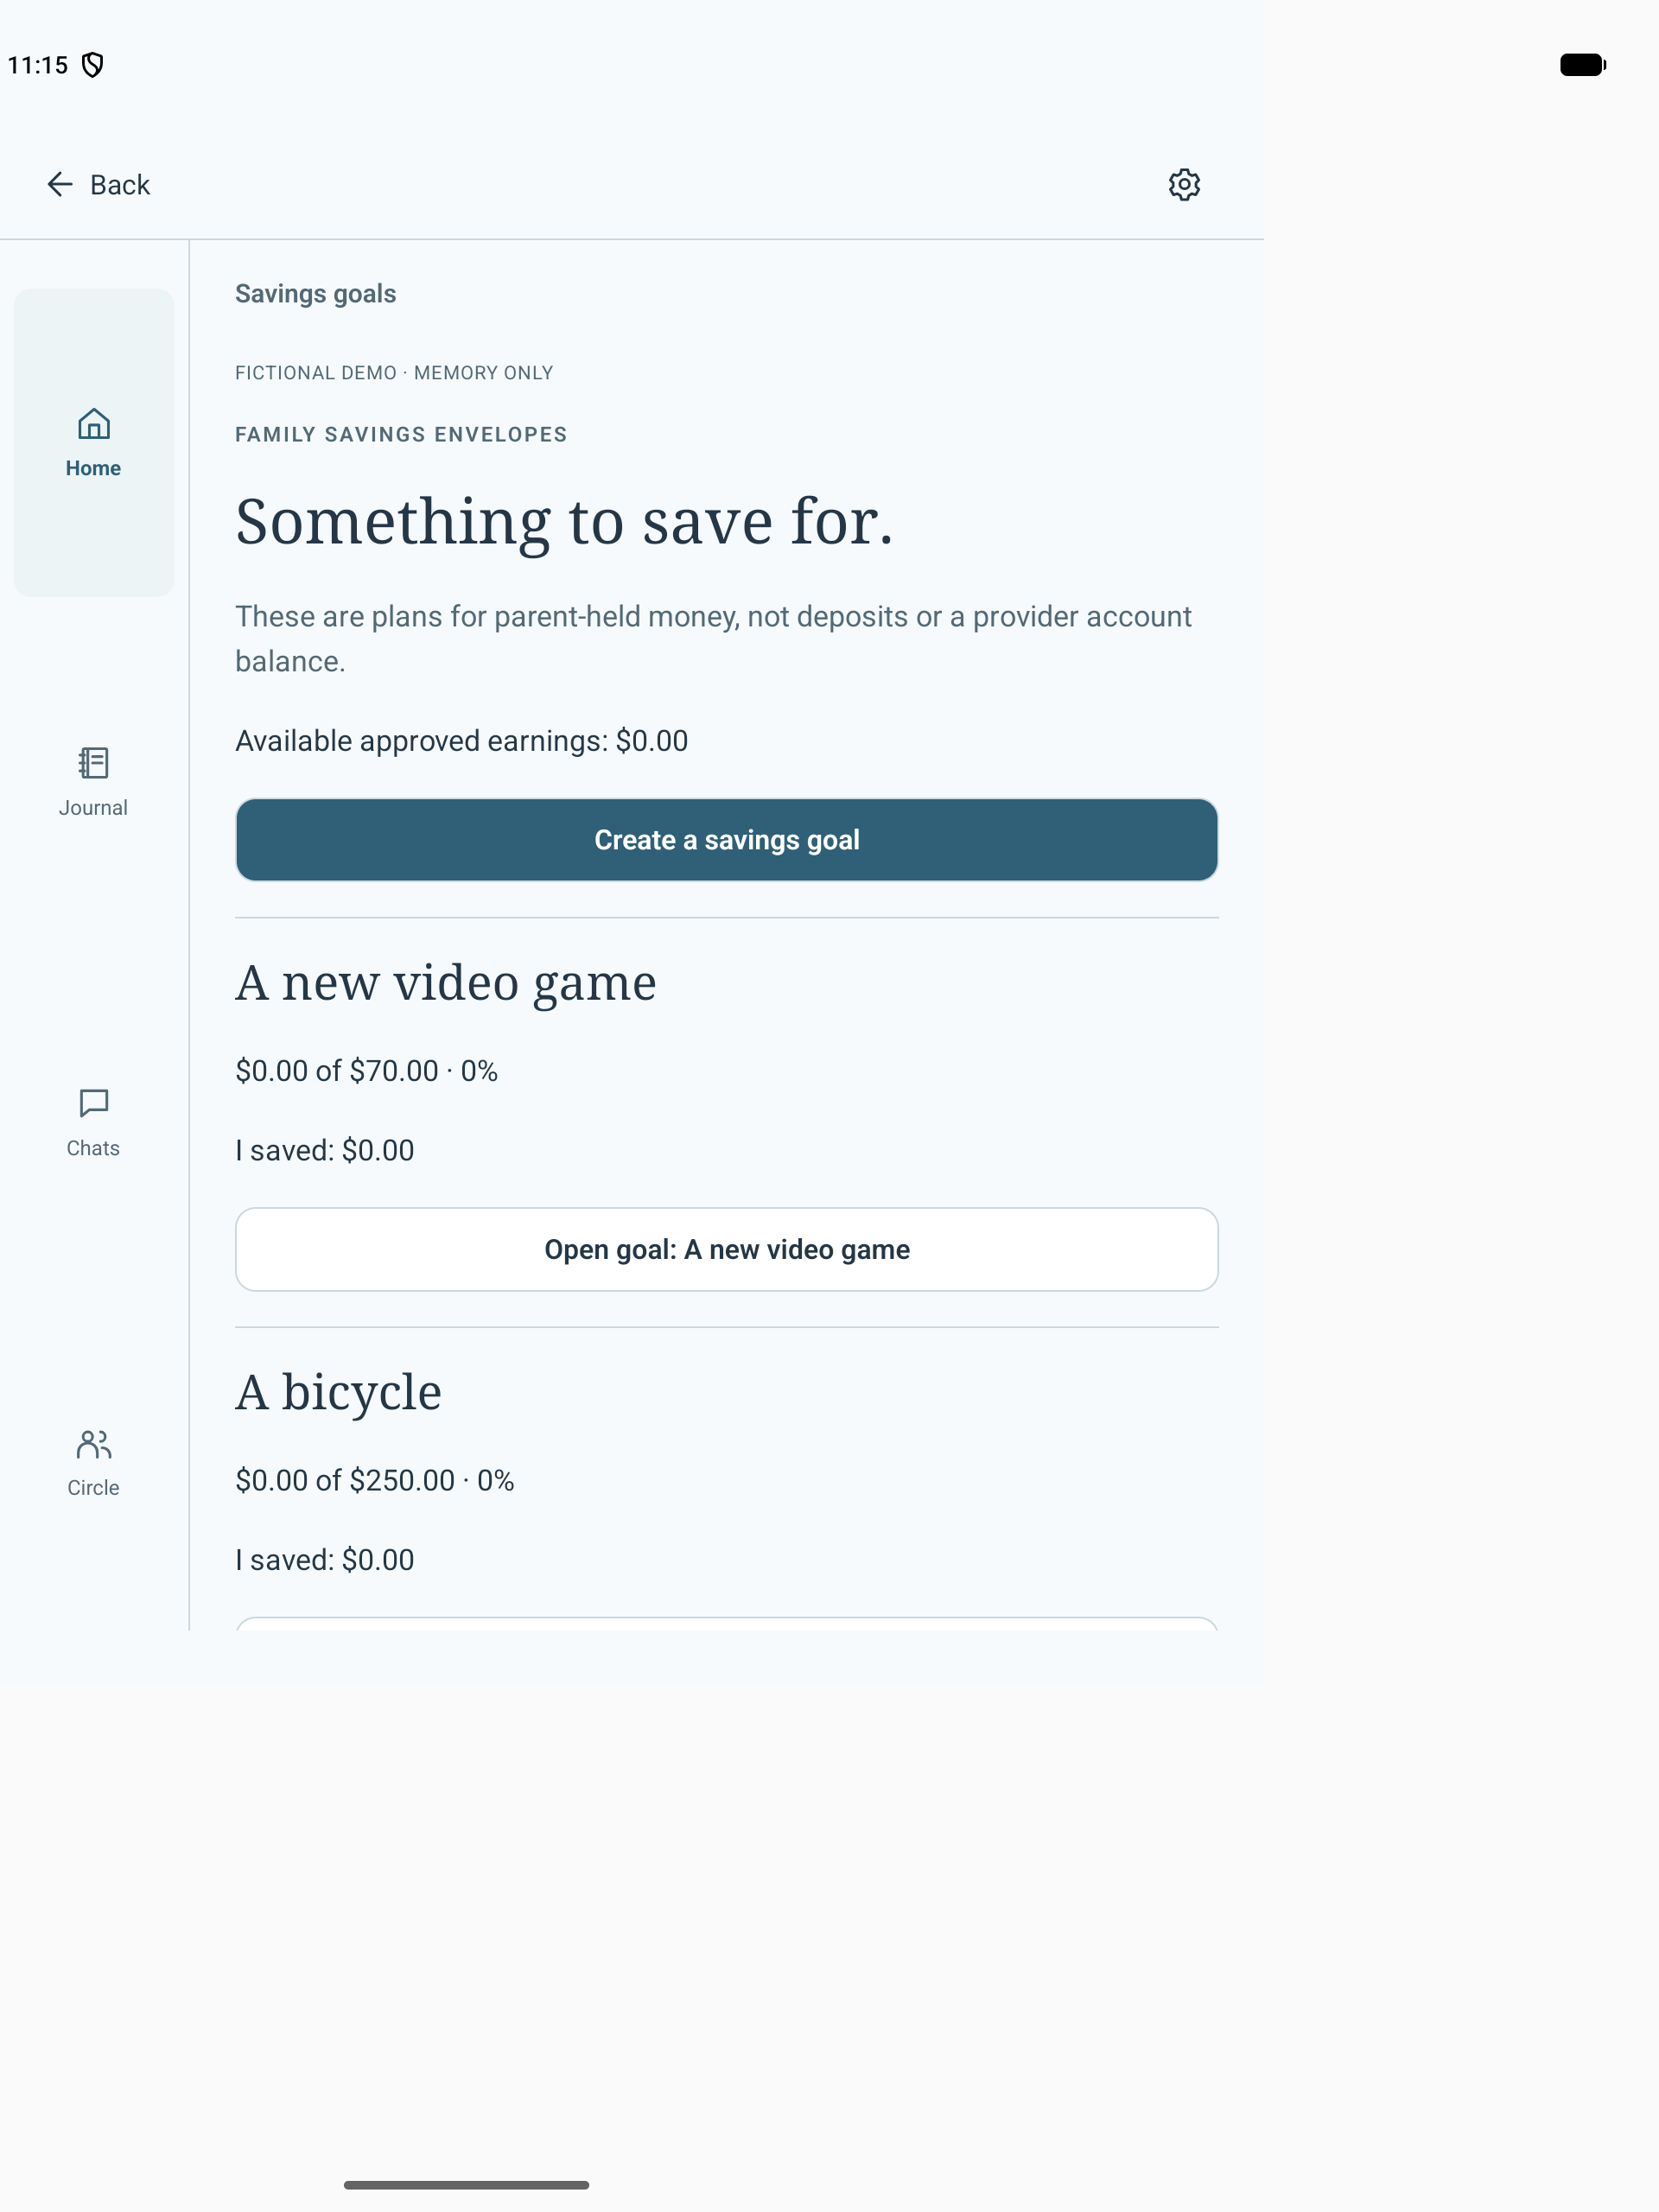 11:15
Back
Savings goals
FICTIONAL DEMO · MEMORY ONLY
FAMILY SAVINGS ENVELOPES
Something to save for.
These are plans for parent-held money, not deposits or a provider account
balance.
Available approved earnings: $0.00
Create a savings goal
A new video game
$0.00 of $70.00 · 0%
I saved: $0.00
Open goal: A new video game
A bicycle
$0.00 of $250.00 · 0%
I saved: $0.00
Home
Journal
Chats
Circle